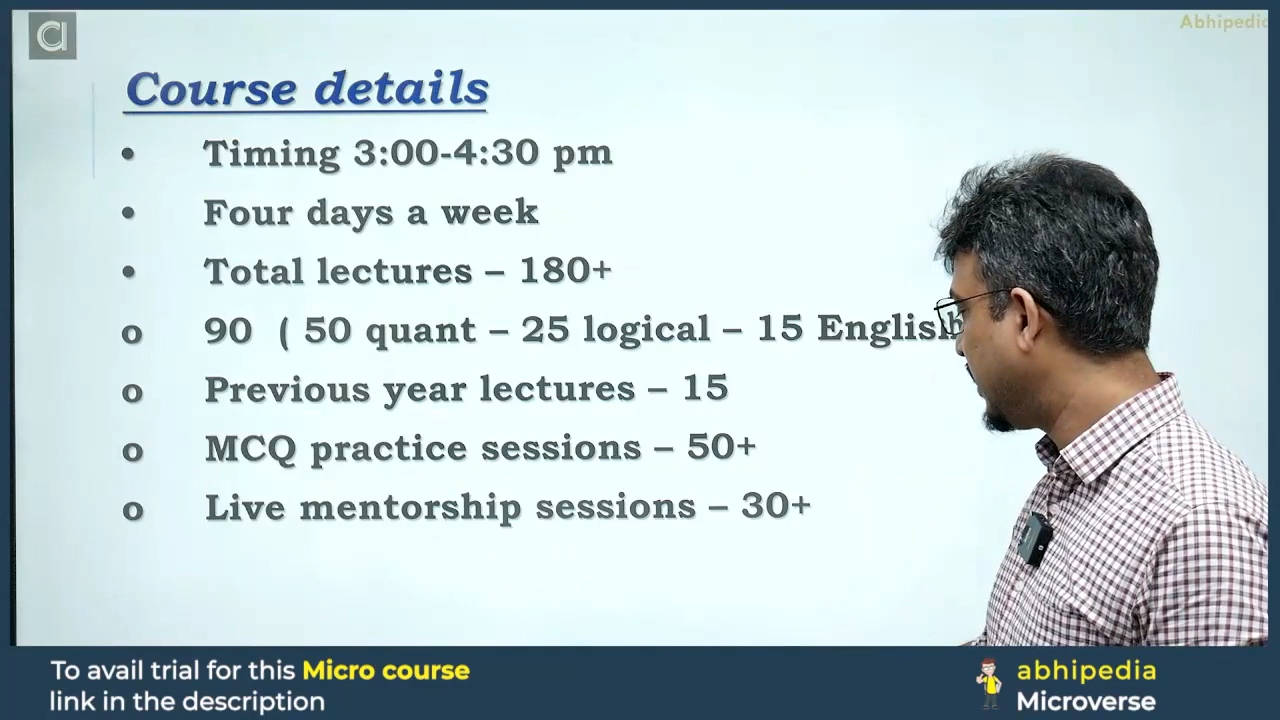 Abhipedia
Course details
• Timing 3:00-4:30 pm
• Four days a week
• Total lectures – 180+
o 90 ( 50 quant – 25 logical – 15 English
o Previous year lectures – 15
o MCQ practice sessions – 50+
o Live mentorship sessions – 30+
To avail trial for this Micro course
link in the description
abhipedia
Microverse